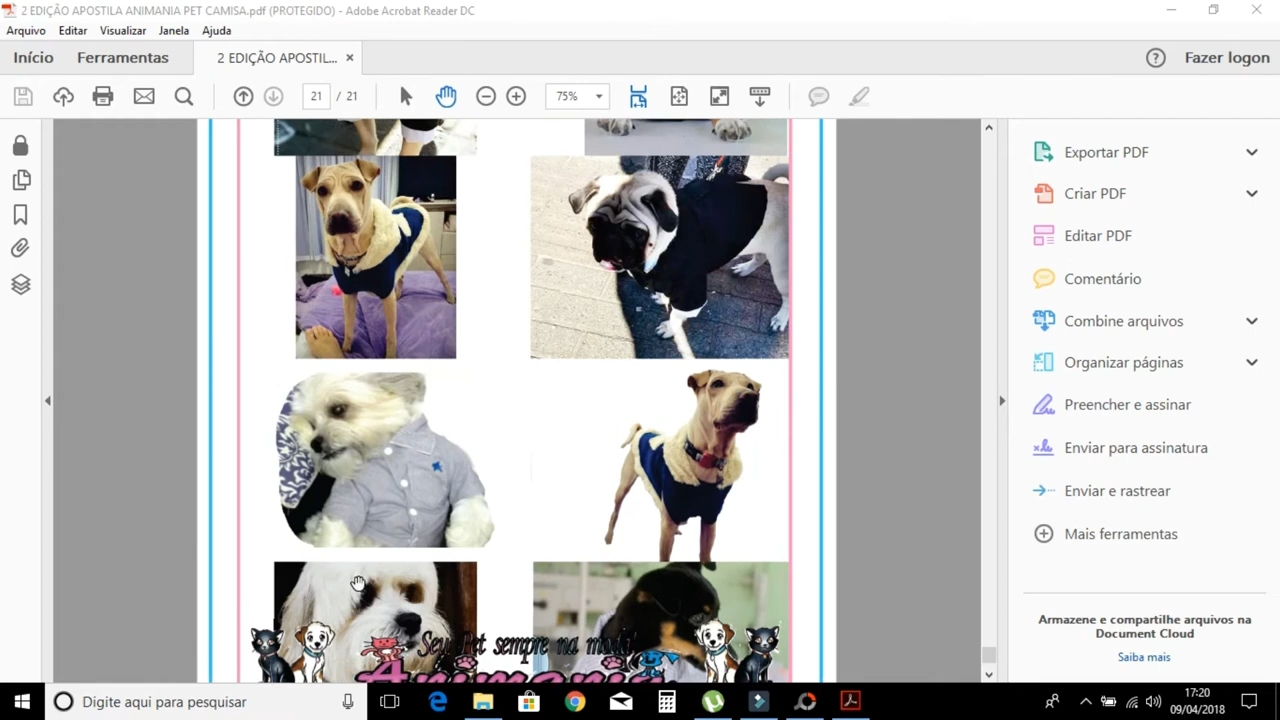 2 EDIÇÃO APOSTILA ANIMANIA PET CAMISA.pdf (PROTEGIDO) - Adobe Acrobat Reader DC
Arquivo Editar Visualizar Janela Ajuda
Início Ferramentas 2 EDIÇÃO APOSTIL... × Fazer logon
21 / 21 75%
Exportar PDF
Criar PDF
Editar PDF
Comentário
Combine arquivos
Organizar páginas
Preencher e assinar
Enviar para assinatura
Enviar e rastrear
Mais ferramentas
Armazene e compartilhe arquivos na
Document Cloud
Saiba mais
Seu Pet sempre na moda!
Animania
Digite aqui para pesquisar
17:20
09/04/2018